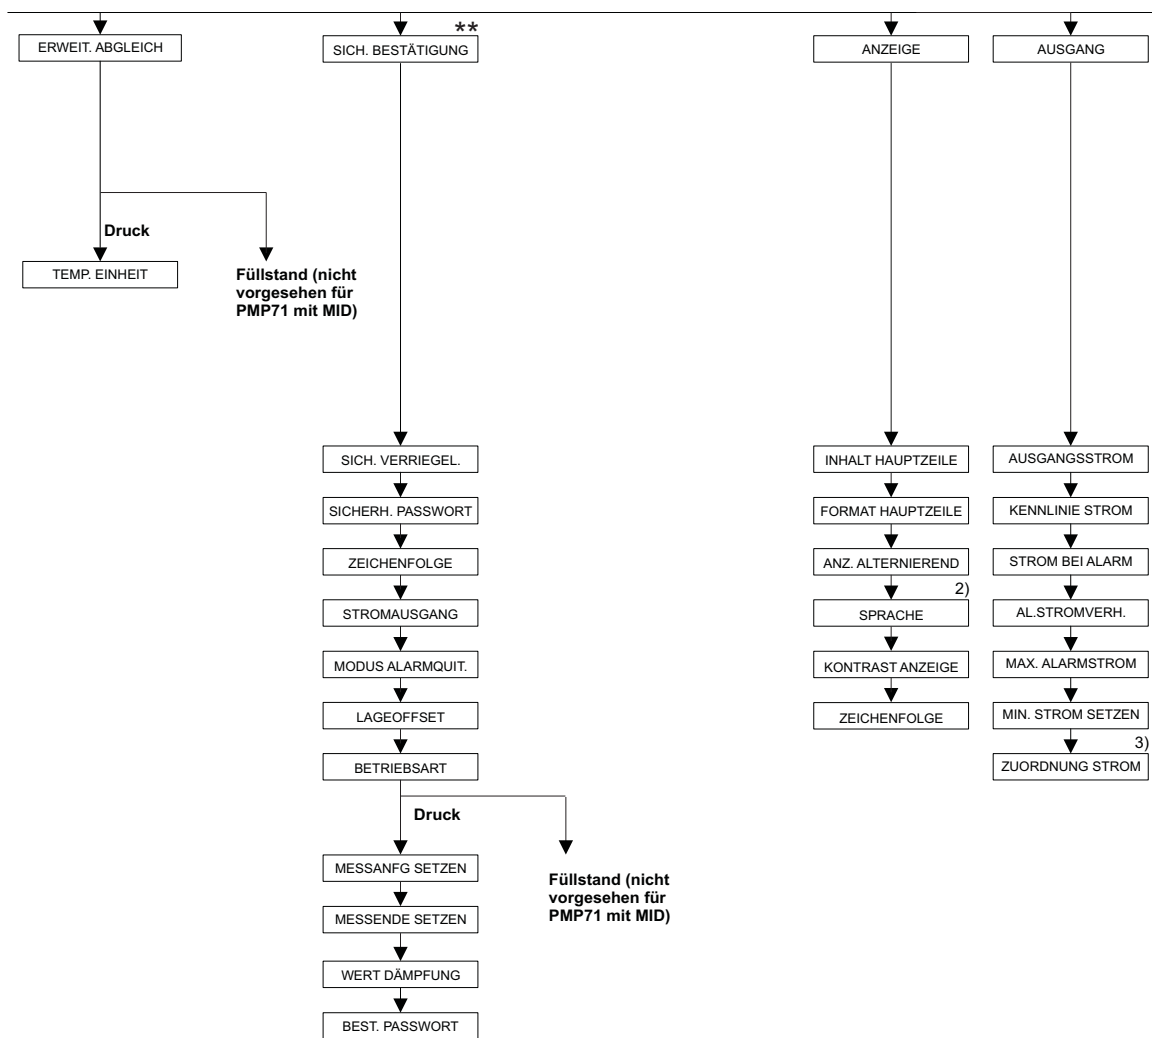 ERWEIT. ABGLEICH
**
SICH. BESTÄTIGUNG
ANZEIGE
AUSGANG
Druck
TEMP. EINHEIT
Füllstand (nicht
vorgesehen für
PMP71 mit MID)
SICH. VERRIEGEL.
SICHERH. PASSWORT
ZEICHENFOLGE
STROMAUSGANG
MODUS ALARMQUIT.
LAGEOFFSET
BETRIEBSART
Druck
MESSANFG SETZEN
MESSENDE SETZEN
WERT DÄMPFUNG
BEST. PASSWORT
Füllstand (nicht
vorgesehen für
PMP71 mit MID)
INHALT HAUPTZEILE
FORMAT HAUPTZEILE
ANZ. ALTERNIEREND
2)
SPRACHE
KONTRAST ANZEIGE
ZEICHENFOLGE
AUSGANGSSTROM
KENNLINIE STROM
STROM BEI ALARM
AL.STROMVERH.
MAX. ALARMSTROM
MIN. STROM SETZEN
3)
ZUORDNUNG STROM